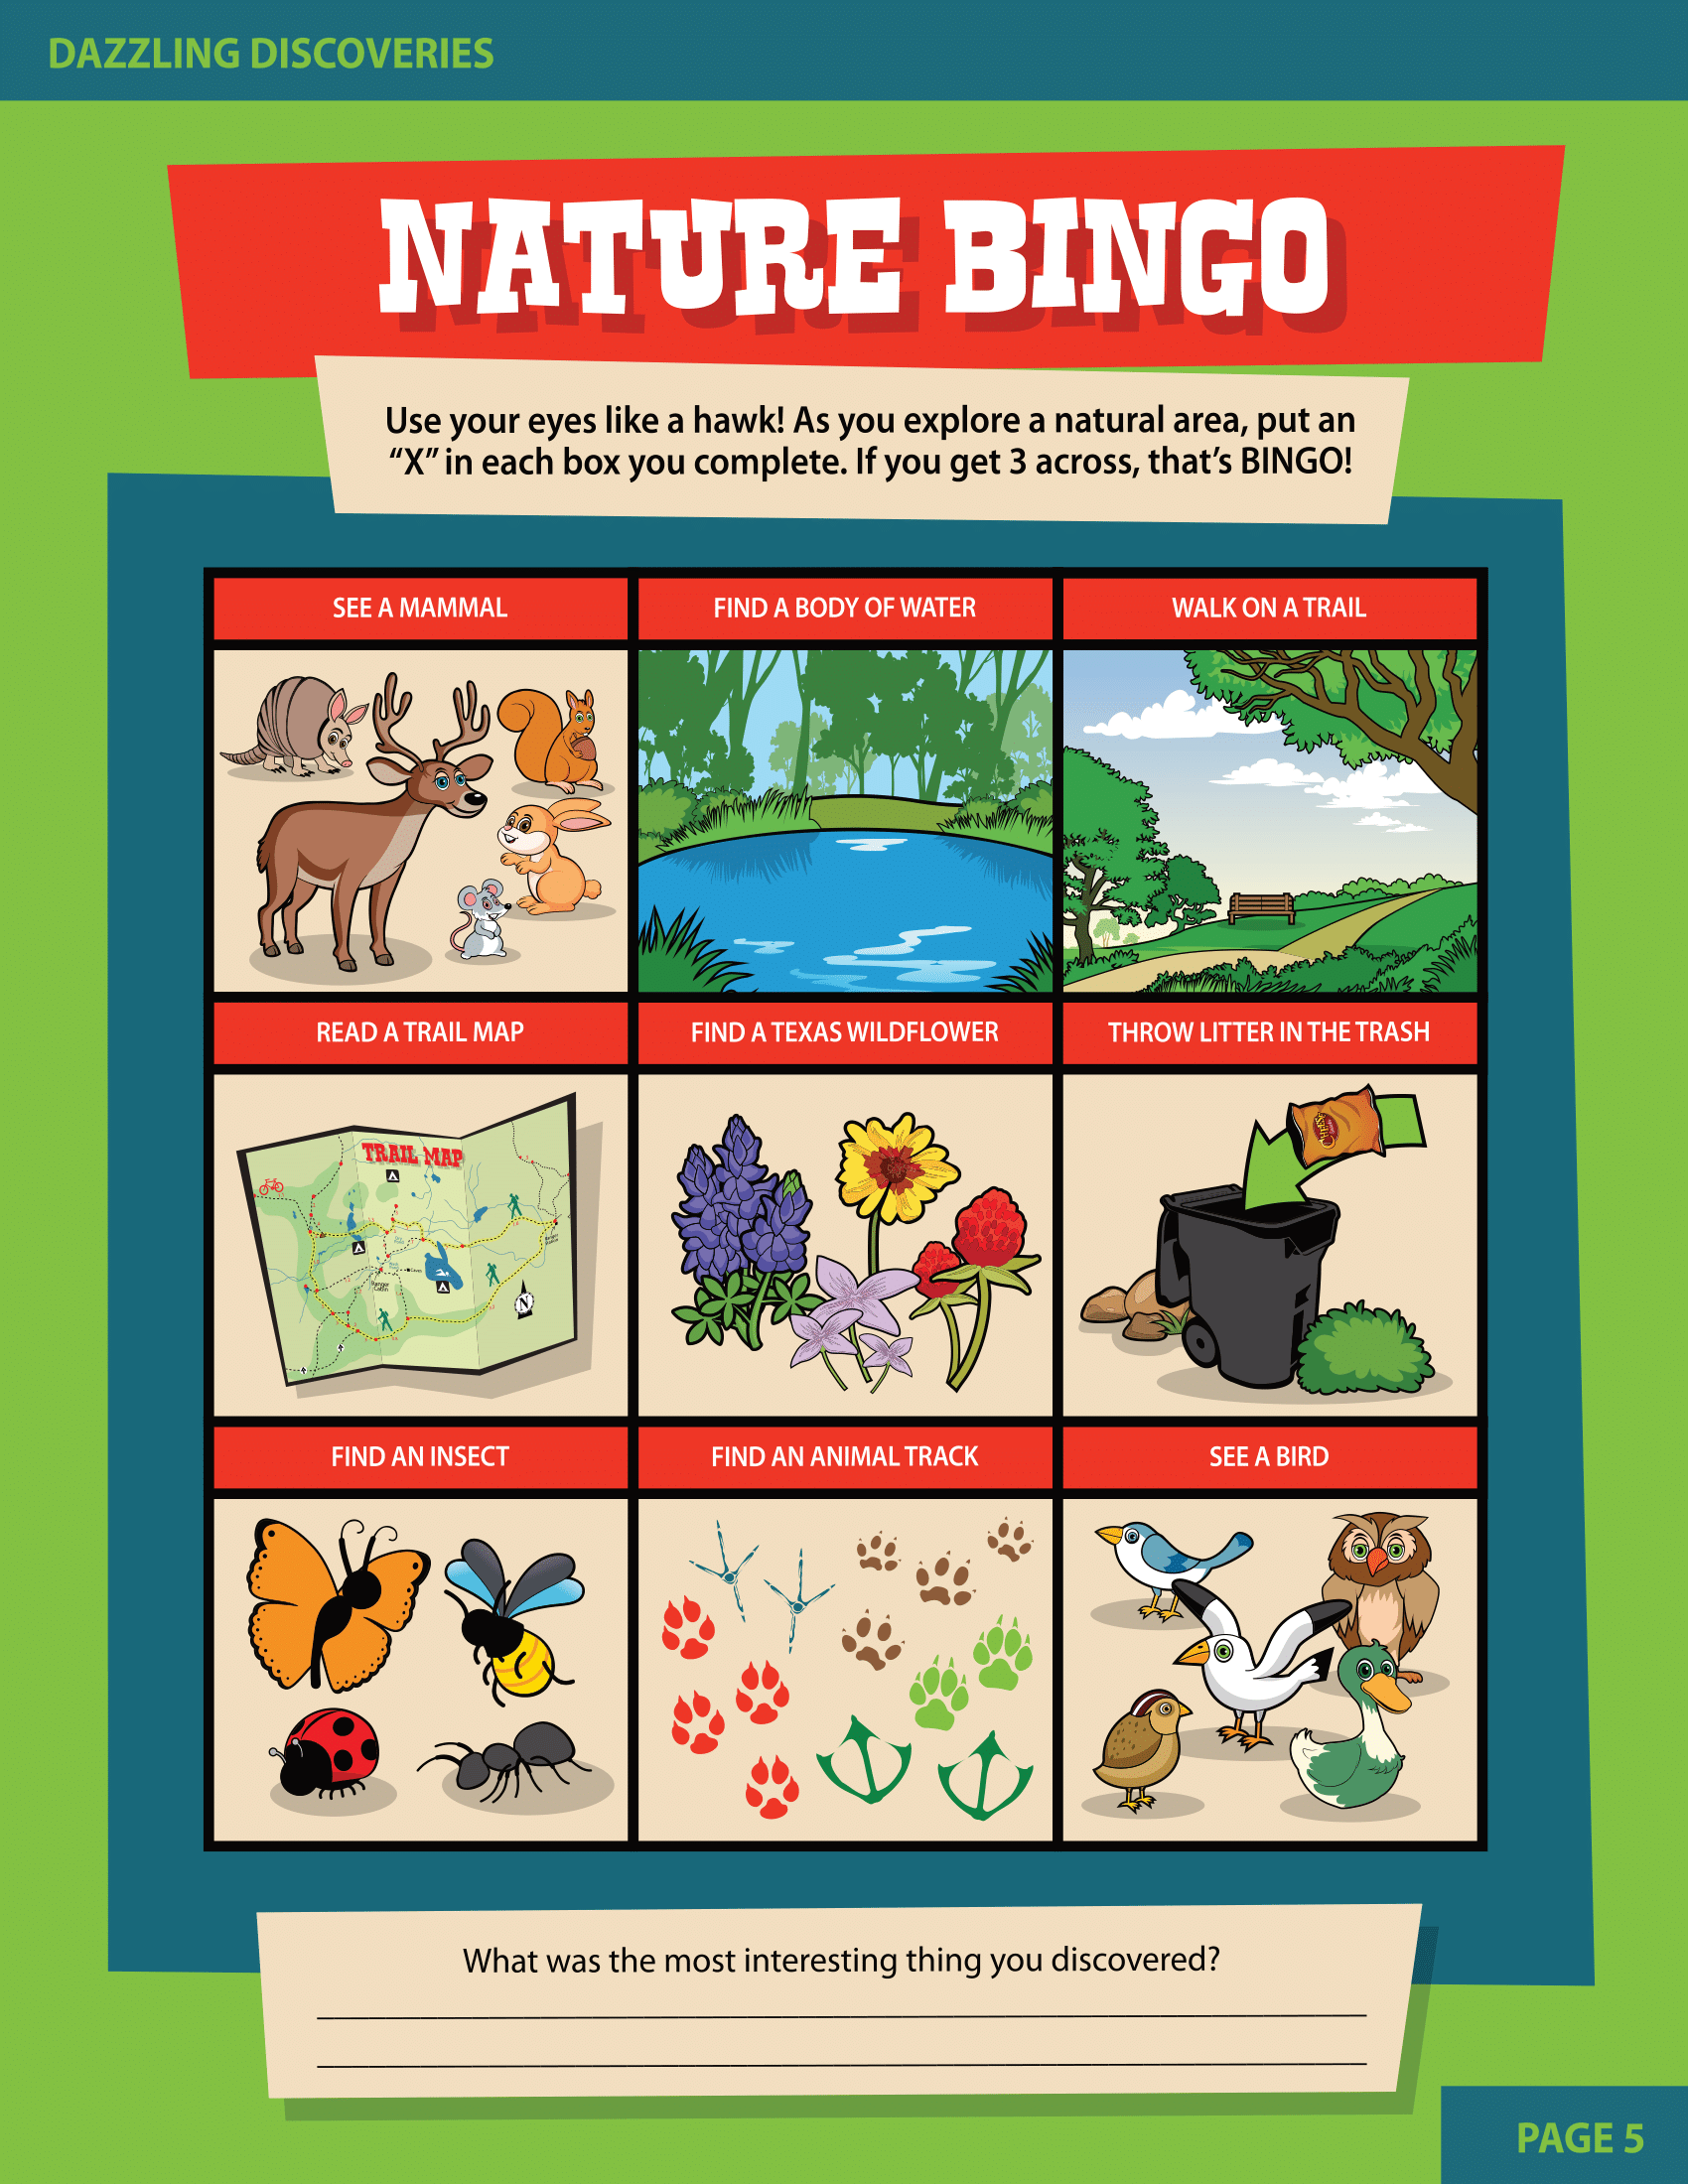 DAZZLING DISCOVERIES
NATURE BINGO
Use your eyes like a hawk! As you explore a natural area, put an
“X” in each box you complete. If you get 3 across, that’s BINGO!
SEE A MAMMAL
FIND A BODY OF WATER
WALK ON A TRAIL
READ A TRAIL MAP
FIND A TEXAS WILDFLOWER
THROW LITTER IN THE TRASH
TRAIL MAP
N
Chips
FIND AN INSECT
FIND AN ANIMAL TRACK
SEE A BIRD
What was the most interesting thing you discovered?
PAGE 5